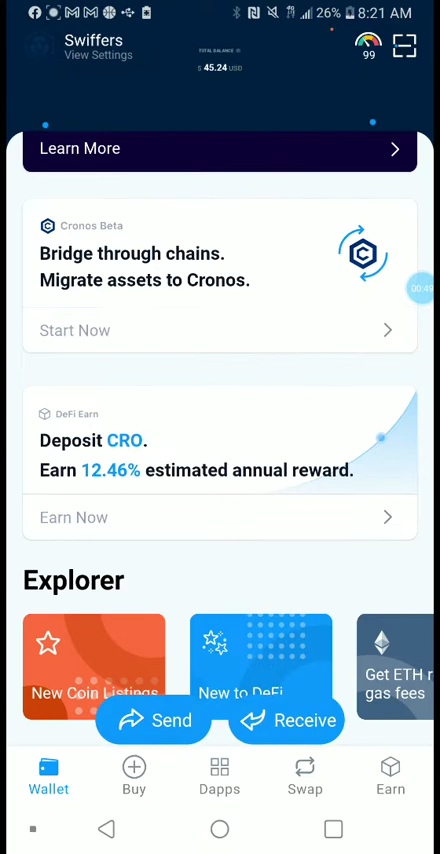 26% 8:21 AM
Swiffers
View Settings
TOTAL BALANCE
$ 45.24 USD
99
Learn More
Cronos Beta
Bridge through chains.
Migrate assets to Cronos.
00:49
Start Now
DeFi Earn
Deposit CRO.
Earn 12.46% estimated annual reward.
Earn Now
Explorer
New Coin Listings
New to DeFi
Get ETH r
gas fees
Send
Receive
Wallet
Buy
Dapps
Swap
Earn